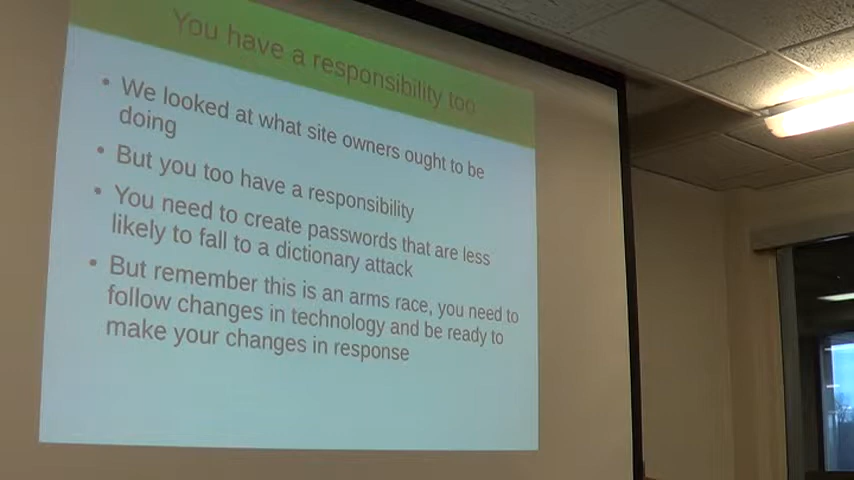 You have a responsibility too
• We looked at what site owners ought to be
doing
• But you too have a responsibility
• You need to create passwords that are less
likely to fall to a dictionary attack
• But remember this is an arms race, you need to
follow changes in technology and be ready to
make your changes in response